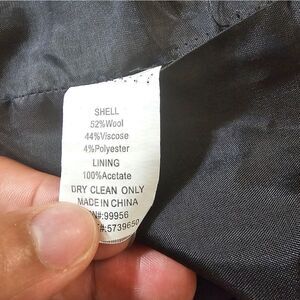 SHELL
52%Wool
44%Viscose
4%Polyester
LINING
100%Acetate
DRY CLEAN ONLY
MADE IN CHINA
N#:99956
#:5739650